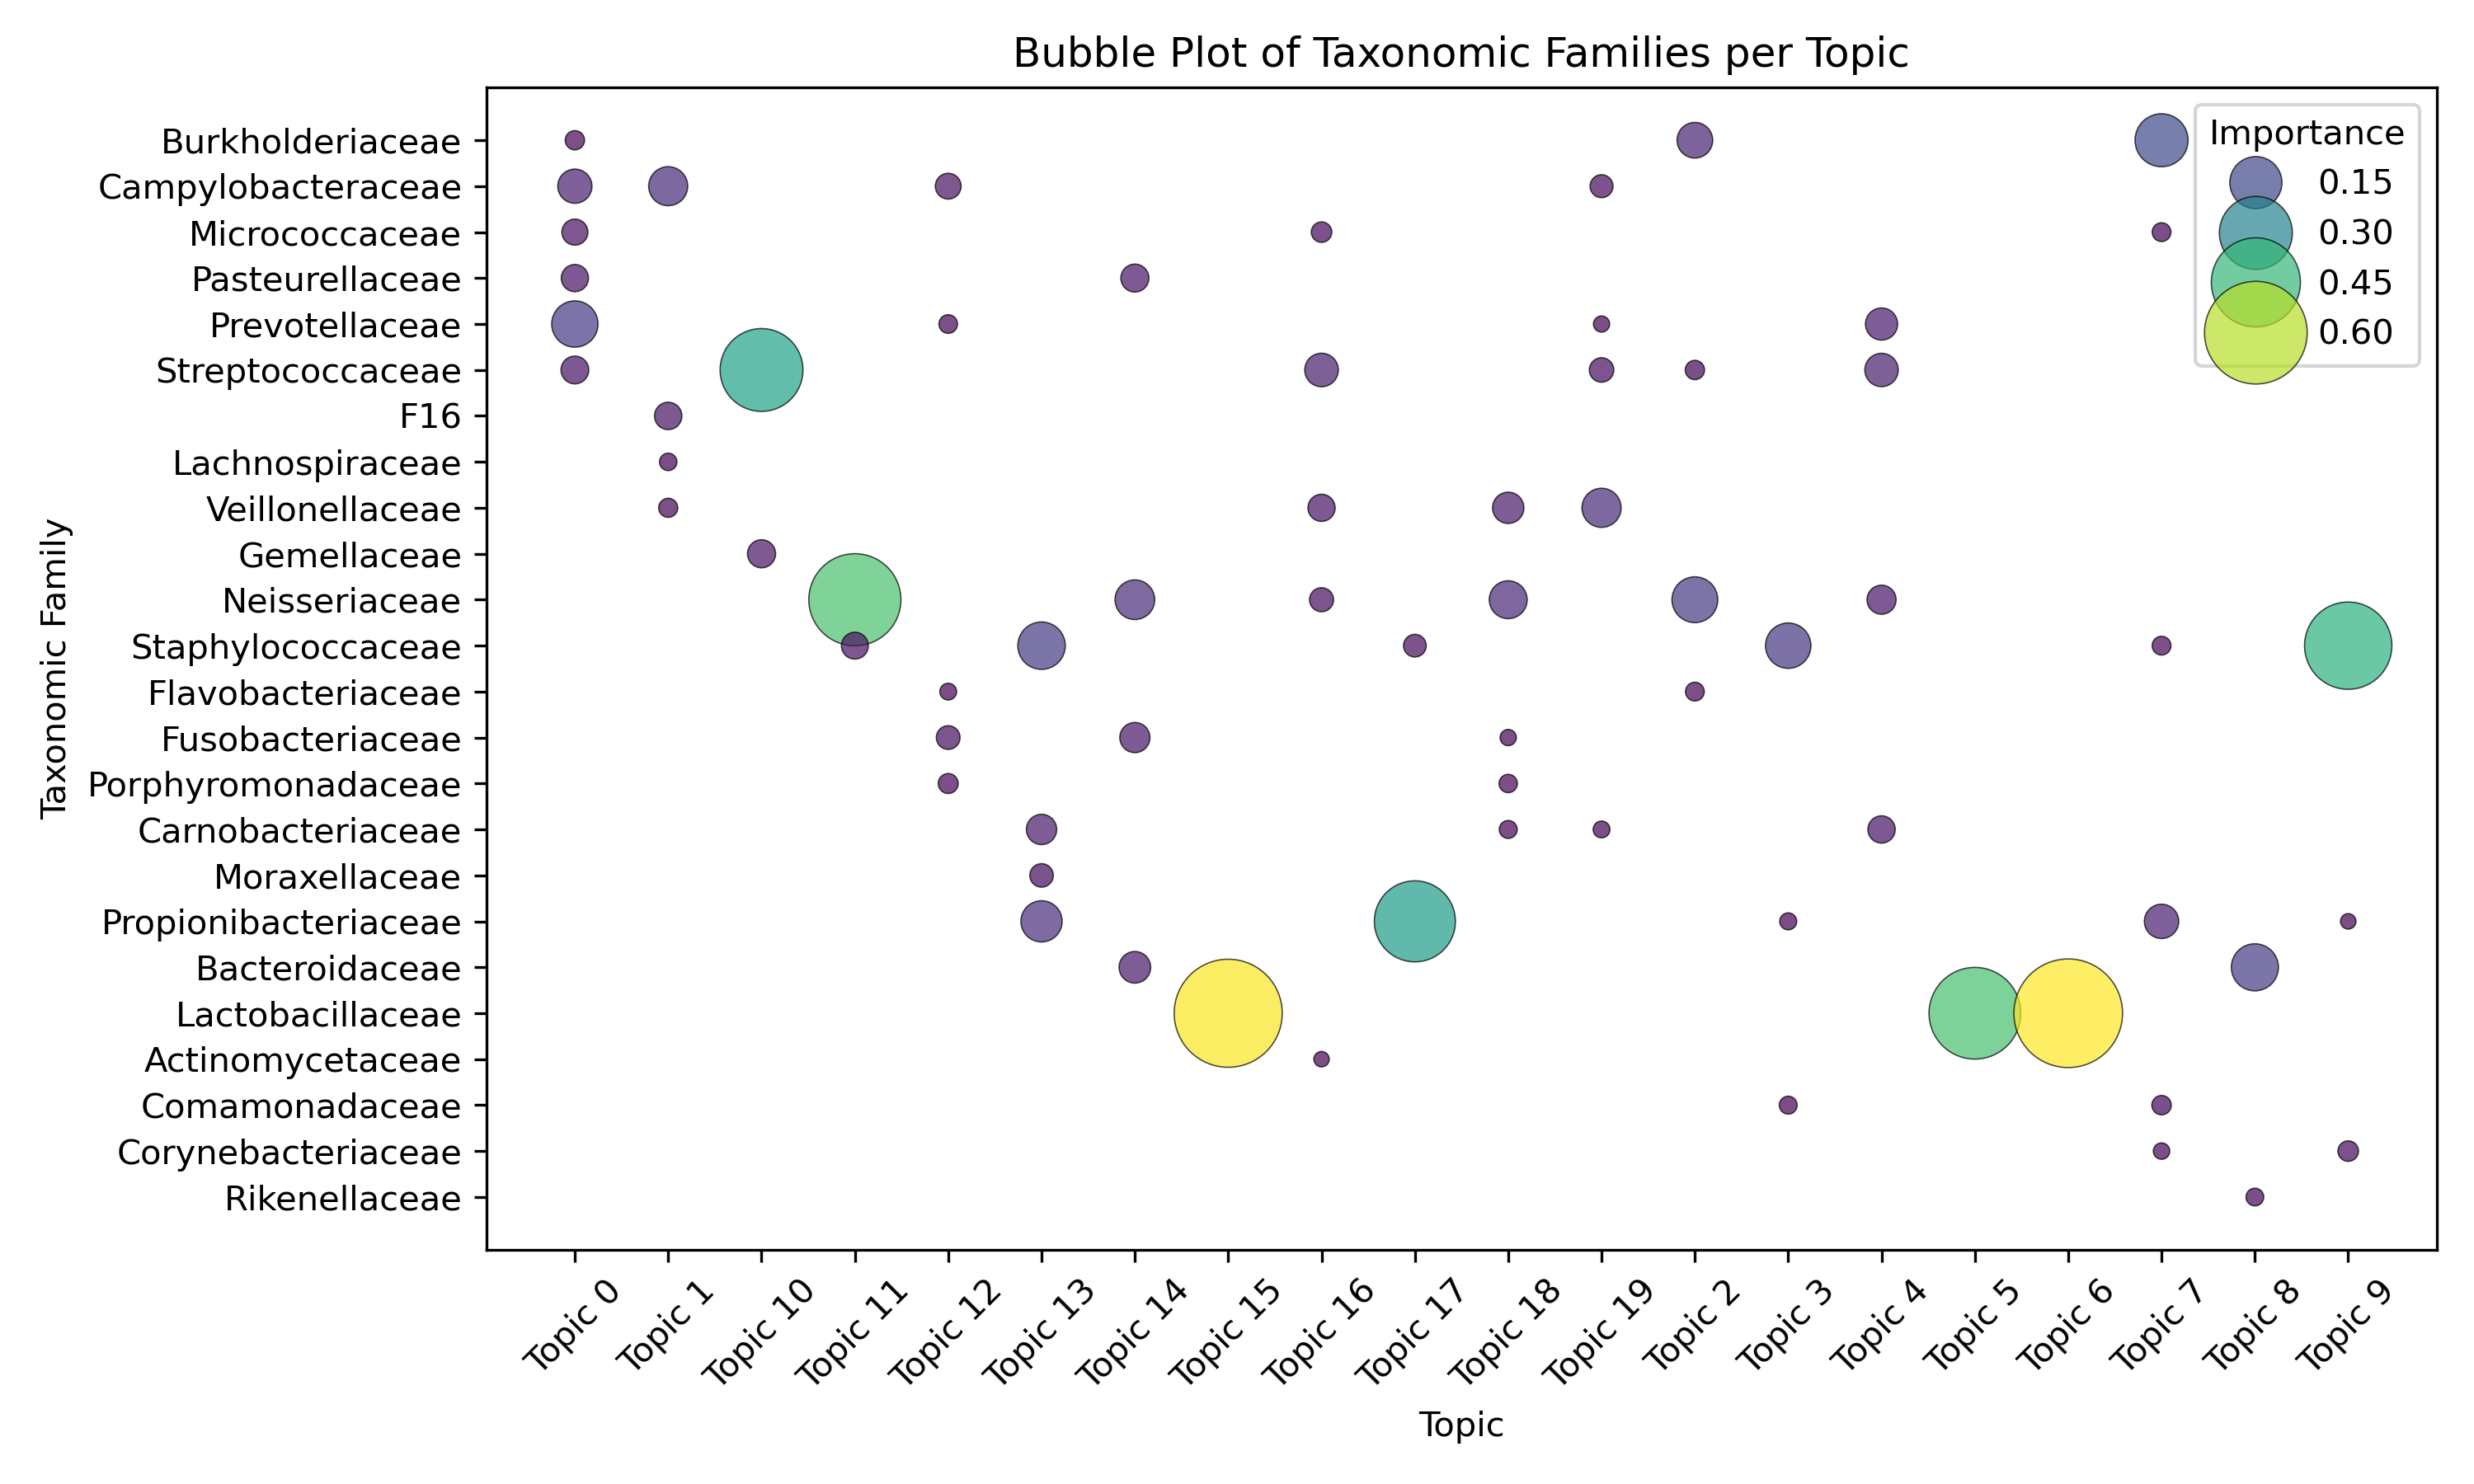 Bubble Plot of Taxonomic Families per Topic
Importance
0.15
0.30
0.45
0.60
Taxonomic Family
Burkholderiaceae
Campylobacteraceae
Micrococcaceae
Pasteurellaceae
Prevotellaceae
Streptococcaceae
F16
Lachnospiraceae
Veillonellaceae
Gemellaceae
Neisseriaceae
Staphylococcaceae
Flavobacteriaceae
Fusobacteriaceae
Porphyromonadaceae
Carnobacteriaceae
Moraxellaceae
Propionibacteriaceae
Bacteroidaceae
Lactobacillaceae
Actinomycetaceae
Comamonadaceae
Corynebacteriaceae
Rikenellaceae
Topic 0
Topic 1
Topic 10
Topic 11
Topic 12
Topic 13
Topic 14
Topic 15
Topic 16
Topic 17
Topic 18
Topic 19
Topic 2
Topic 3
Topic 4
Topic 5
Topic 6
Topic 7
Topic 8
Topic 9
Topic